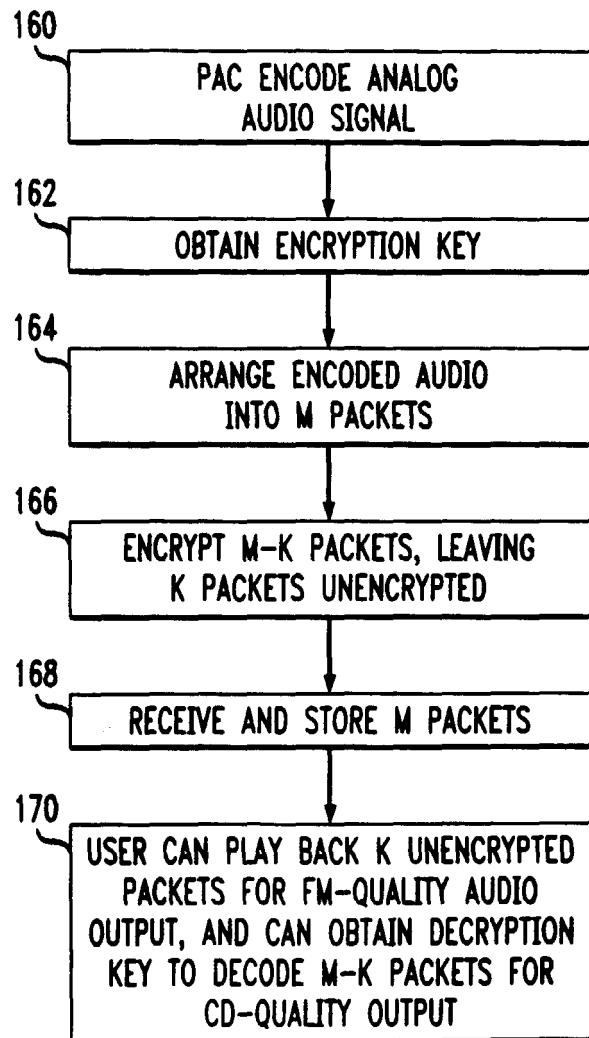 160
PAC ENCODE ANALOG
AUDIO SIGNAL
162
OBTAIN ENCRYPTION KEY
164
ARRANGE ENCODED AUDIO
INTO M PACKETS
166
ENCRYPT M-K PACKETS, LEAVING
K PACKETS UNENCRYPTED
168
RECEIVE AND STORE M PACKETS
170
USER CAN PLAY BACK K UNENCRYPTED
PACKETS FOR FM-QUALITY AUDIO
OUTPUT, AND CAN OBTAIN DECRYPTION
KEY TO DECODE M-K PACKETS FOR
CD-QUALITY OUTPUT